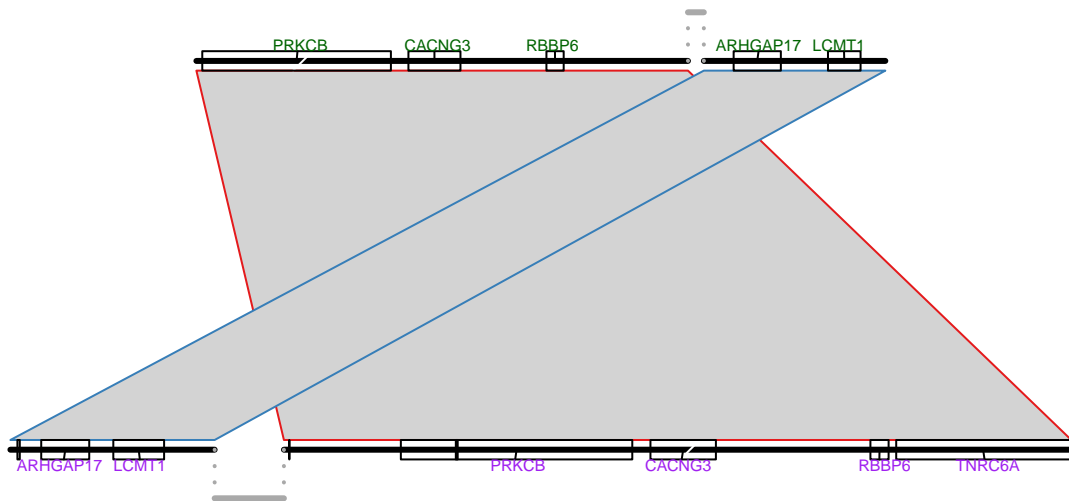 PRKCB CACNG3 RBBP6 ARHGAP17 LCMT1
ARHGAP17 LCMT1 PRKCB CACNG3 RBBP6 TNRC6A